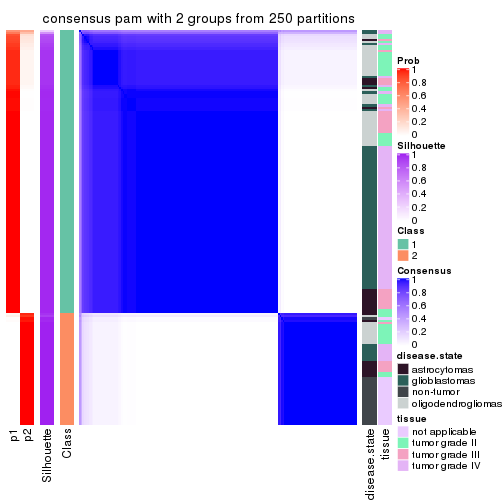 consensus pam with 2 groups from 250 partitions
Prob
1
0.8
0.6
0.4
0.2
0
Silhouette
1
0.8
0.6
0.4
0.2
0
Class
1
2
Consensus
1
0.8
0.6
0.4
0.2
0
disease.state
astrocytomas
glioblastomas
non-tumor
oligodendrogliomas
tissue
not applicable
tumor grade II
tumor grade III
tumor grade IV
p1
p2
Silhouette
Class
disease.state
tissue